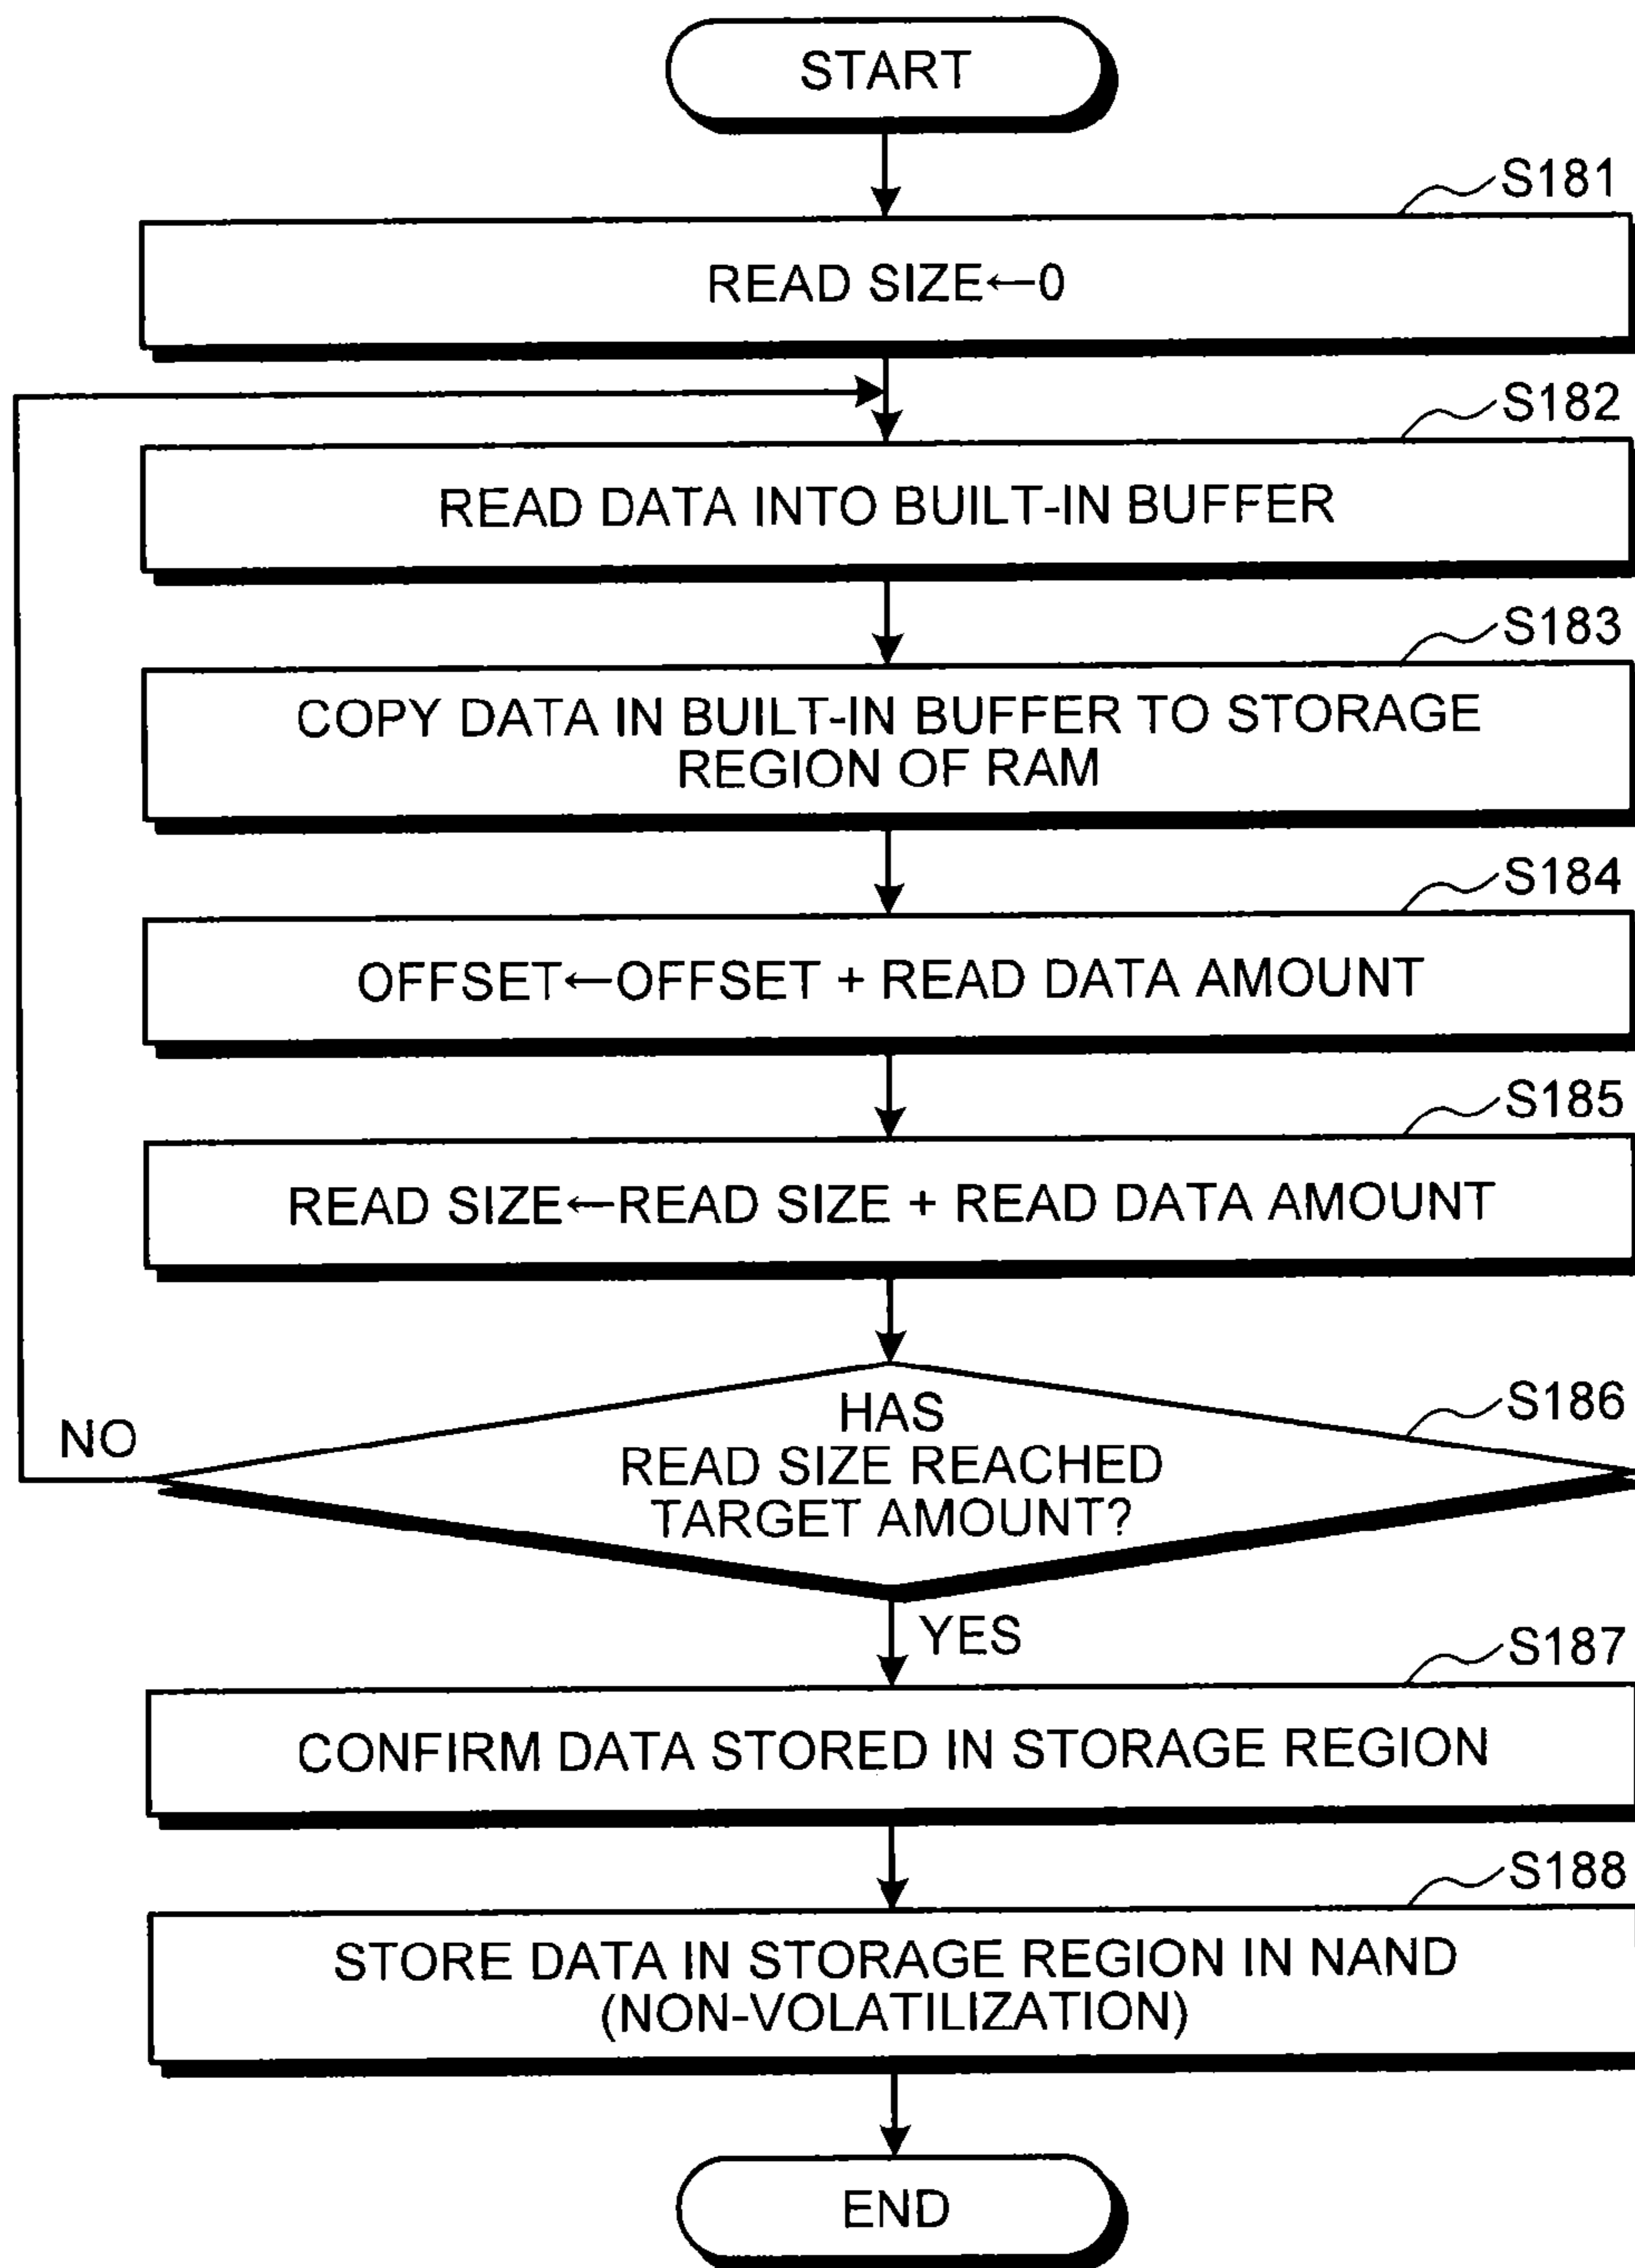 START
S181
READ SIZE←0
S182
READ DATA INTO BUILT-IN BUFFER
S183
COPY DATA IN BUILT-IN BUFFER TO STORAGE
REGION OF RAM
S184
OFFSET←OFFSET + READ DATA AMOUNT
S185
READ SIZE←READ SIZE + READ DATA AMOUNT
S186
HAS
READ SIZE REACHED
TARGET AMOUNT?
NO
YES
S187
CONFIRM DATA STORED IN STORAGE REGION
S188
STORE DATA IN STORAGE REGION IN NAND
(NON-VOLATILIZATION)
END